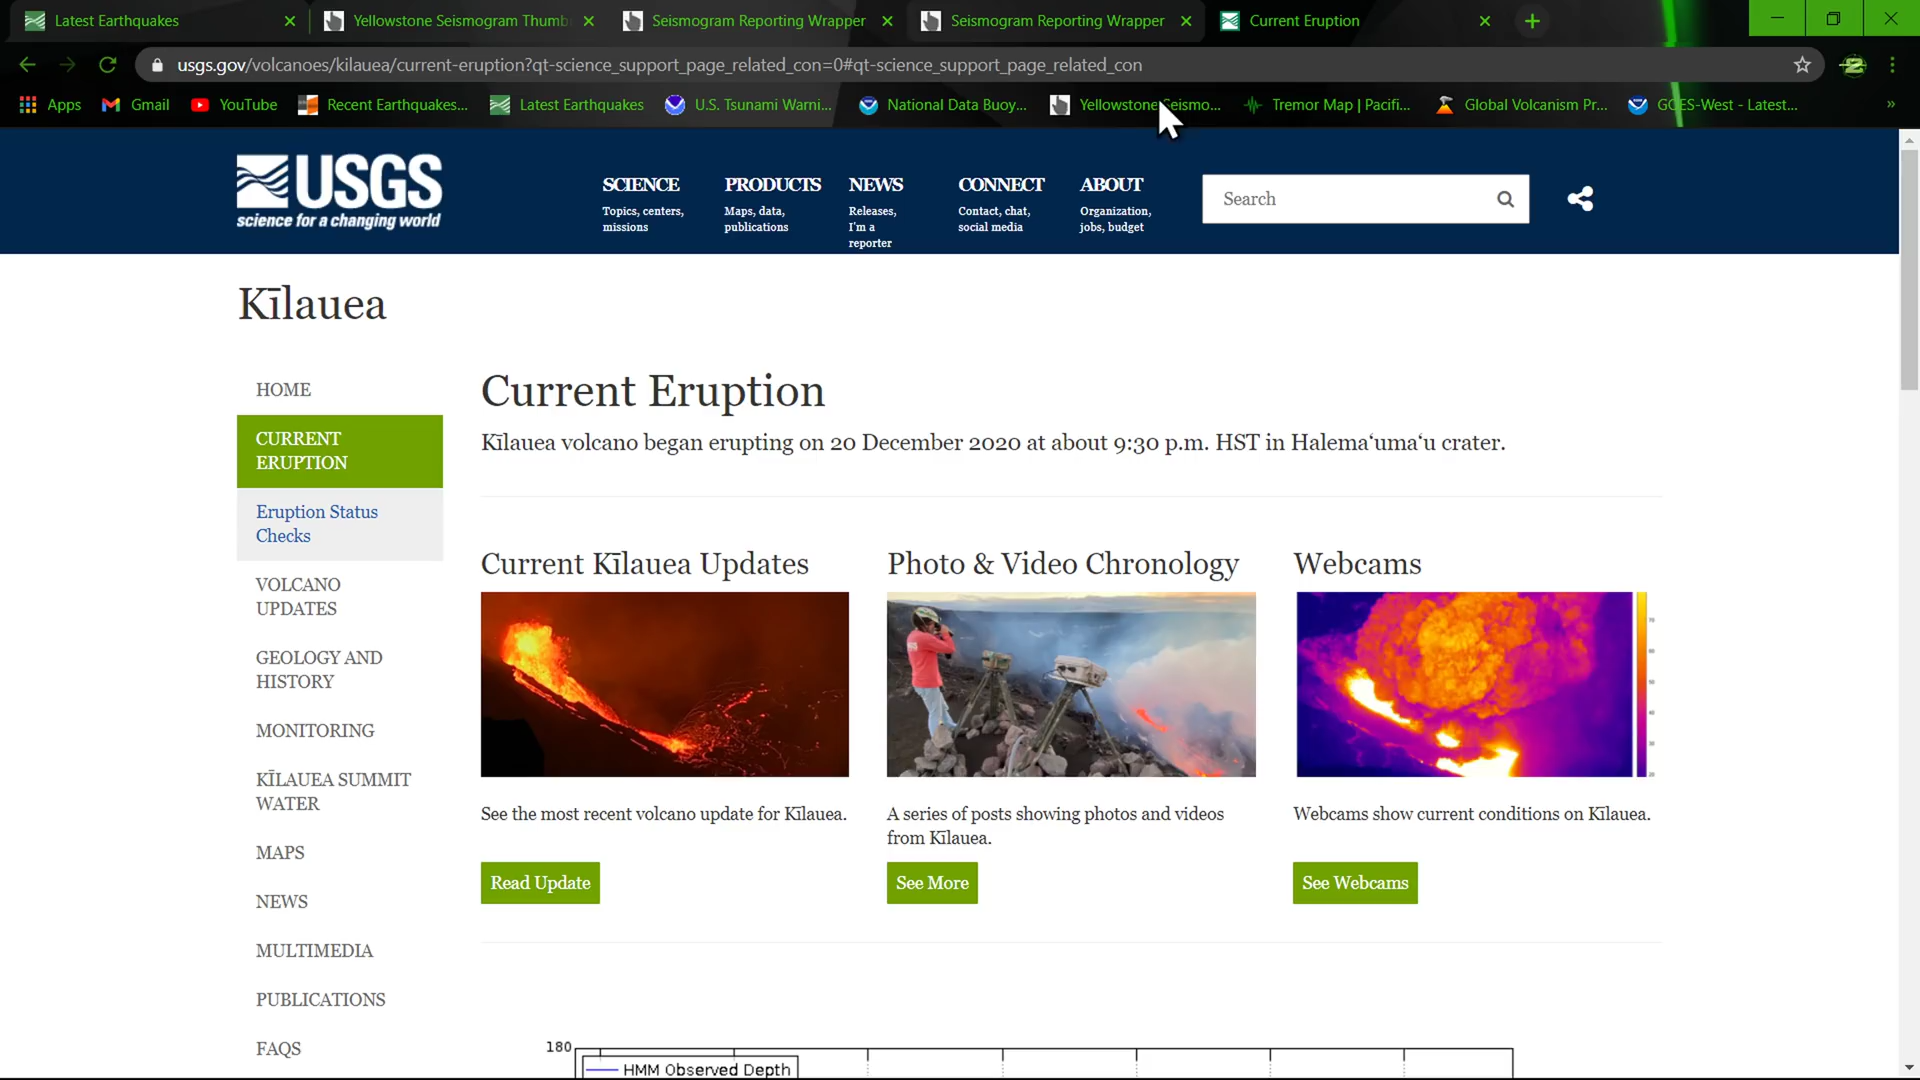 Latest Earthquakes
Yellowstone Seismogram Thumb
Seismogram Reporting Wrapper
Seismogram Reporting Wrapper
Current Eruption
usgs.gov/volcanoes/kilauea/current-eruption?qt-science_support_page_related_con=0#qt-science_support_page_related_con
Apps
Gmail
YouTube
Recent Earthquakes...
Latest Earthquakes
U.S. Tsunami Warni...
National Data Buoy...
Yellowstone Seismo...
Tremor Map | Pacifi...
Global Volcanism Pr...
GOES-West - Latest...
»
USGS
science for a changing world
SCIENCE
Topics, centers,
missions
PRODUCTS
Maps, data,
publications
NEWS
Releases,
I'm a
reporter
CONNECT
Contact, chat,
social media
ABOUT
Organization,
jobs, budget
Search
Kīlauea
HOME
CURRENT
ERUPTION
Eruption Status
Checks
VOLCANO
UPDATES
GEOLOGY AND
HISTORY
MONITORING
KĪLAUEA SUMMIT
WATER
MAPS
NEWS
MULTIMEDIA
PUBLICATIONS
FAQS
Current Eruption
Kīlauea volcano began erupting on 20 December 2020 at about 9:30 p.m. HST in Halemaʻumaʻu crater.
Current Kīlauea Updates
See the most recent volcano update for Kīlauea.
Read Update
Photo & Video Chronology
A series of posts showing photos and videos
from Kīlauea.
See More
Webcams
Webcams show current conditions on Kīlauea.
See Webcams
180
HMM Observed Depth